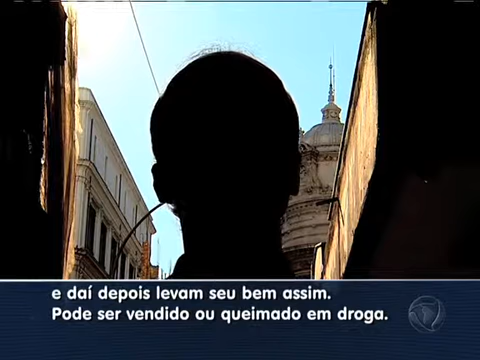 e daí depois levam seu bem assim.
Pode ser vendido ou queimado em droga.